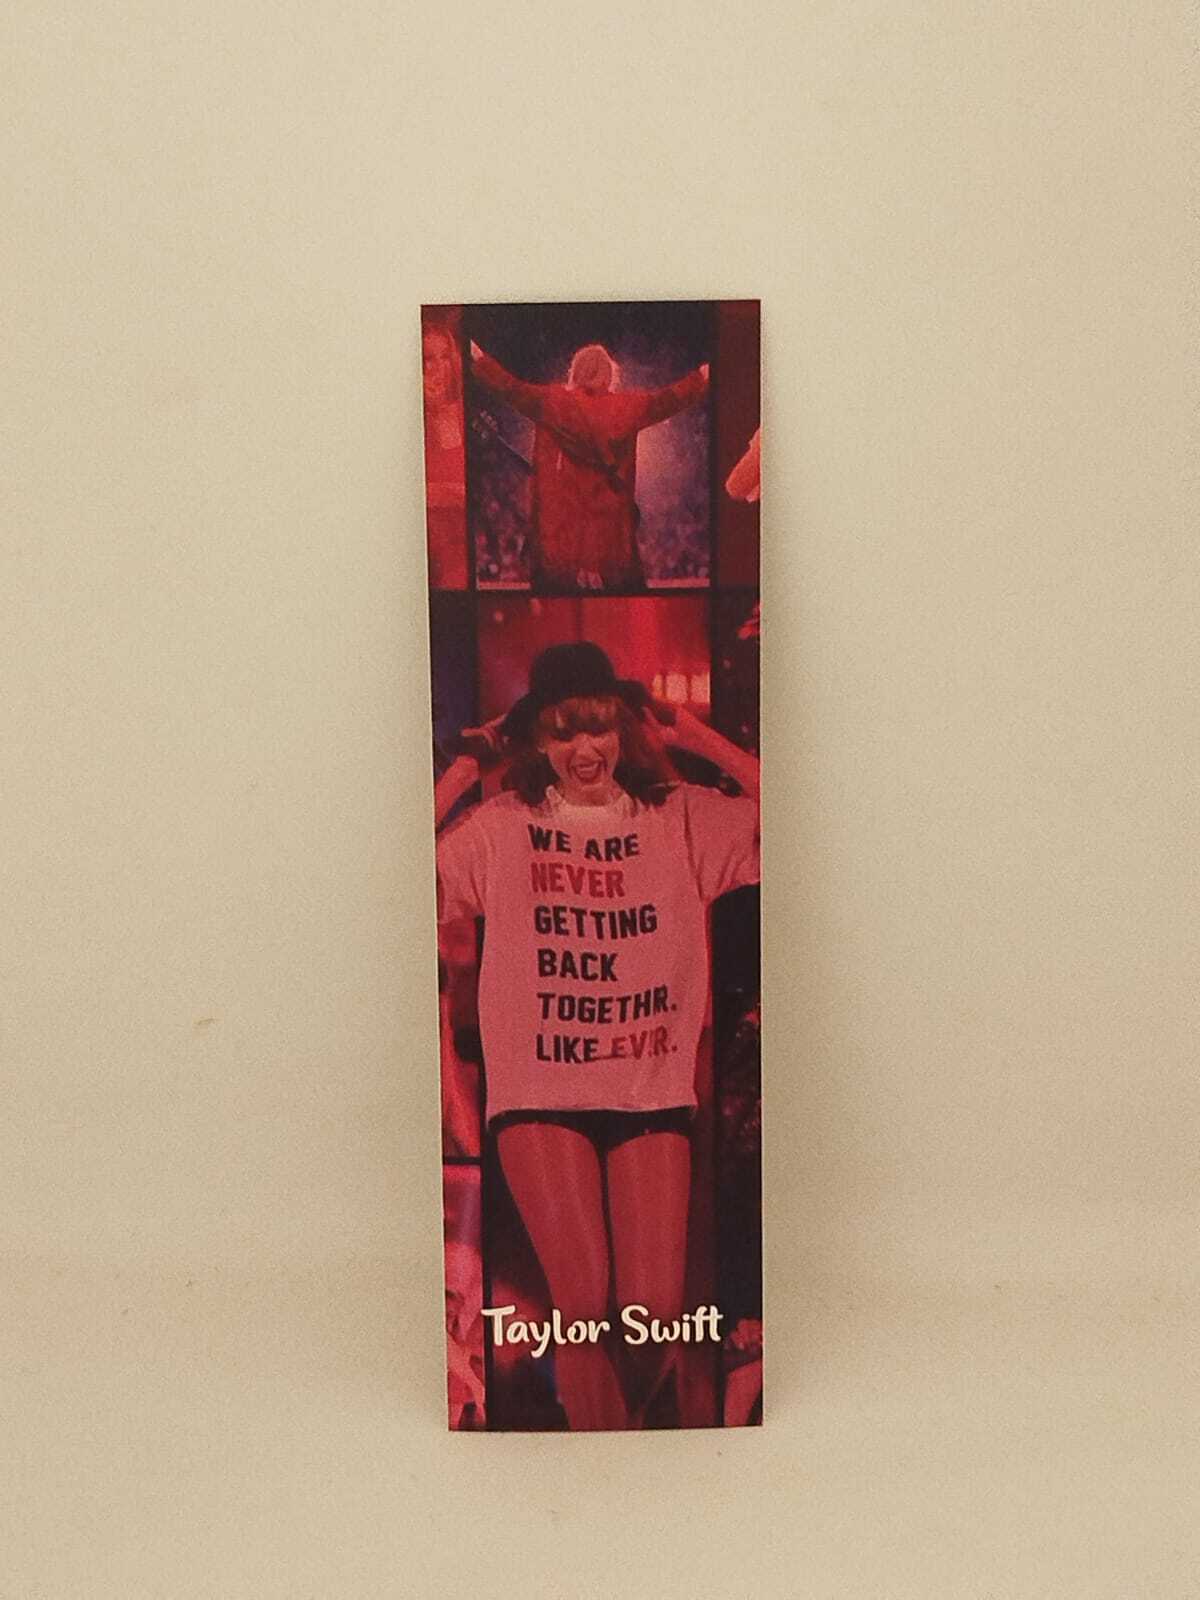 WE ARE
NEVER
GETTING
BACK
TOGETHR.
LIKE EVR.
Taylor Swift